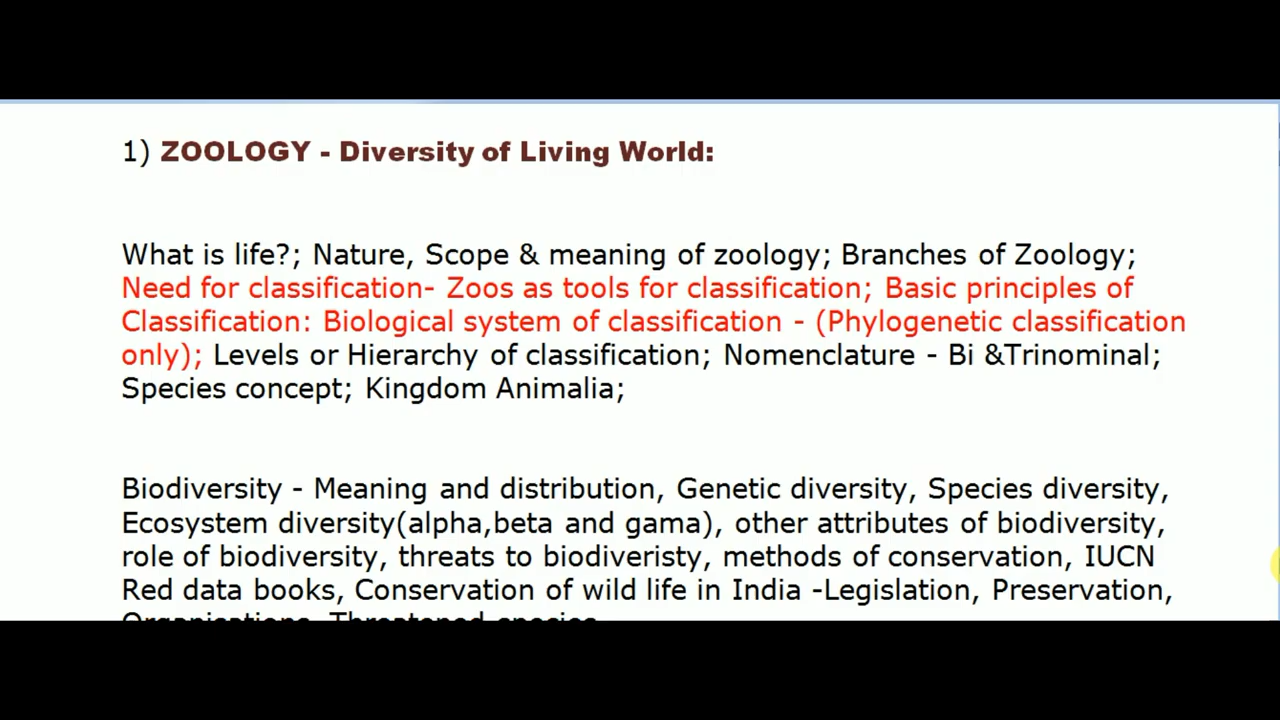 1) ZOOLOGY - Diversity of Living World:
What is life?; Nature, Scope & meaning of zoology; Branches of Zoology;
Need for classification- Zoos as tools for classification; Basic principles of
Classification: Biological system of classification - (Phylogenetic classification
only); Levels or Hierarchy of classification; Nomenclature - Bi &Trinominal;
Species concept; Kingdom Animalia;
Biodiversity - Meaning and distribution, Genetic diversity, Species diversity,
Ecosystem diversity(alpha,beta and gama), other attributes of biodiversity,
role of biodiversity, threats to biodiveristy, methods of conservation, IUCN
Red data books, Conservation of wild life in India -Legislation, Preservation,
Organisations, Threatened species